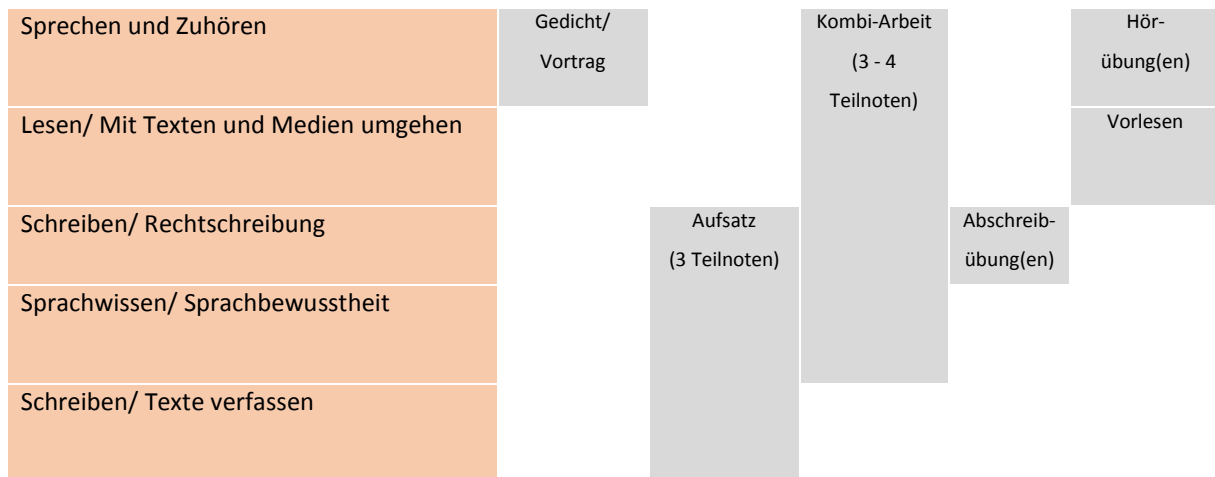 Sprechen und Zuhören
Gedicht/
Vortrag
Kombi-Arbeit
(3 - 4
Teilnoten)
Hör-
übung(en)
Lesen/ Mit Texten und Medien umgehen
Vorlesen
Schreiben/ Rechtschreibung
Aufsatz
(3 Teilnoten)
Abschreib-
übung(en)
Sprachwissen/ Sprachbewusstheit
Schreiben/ Texte verfassen